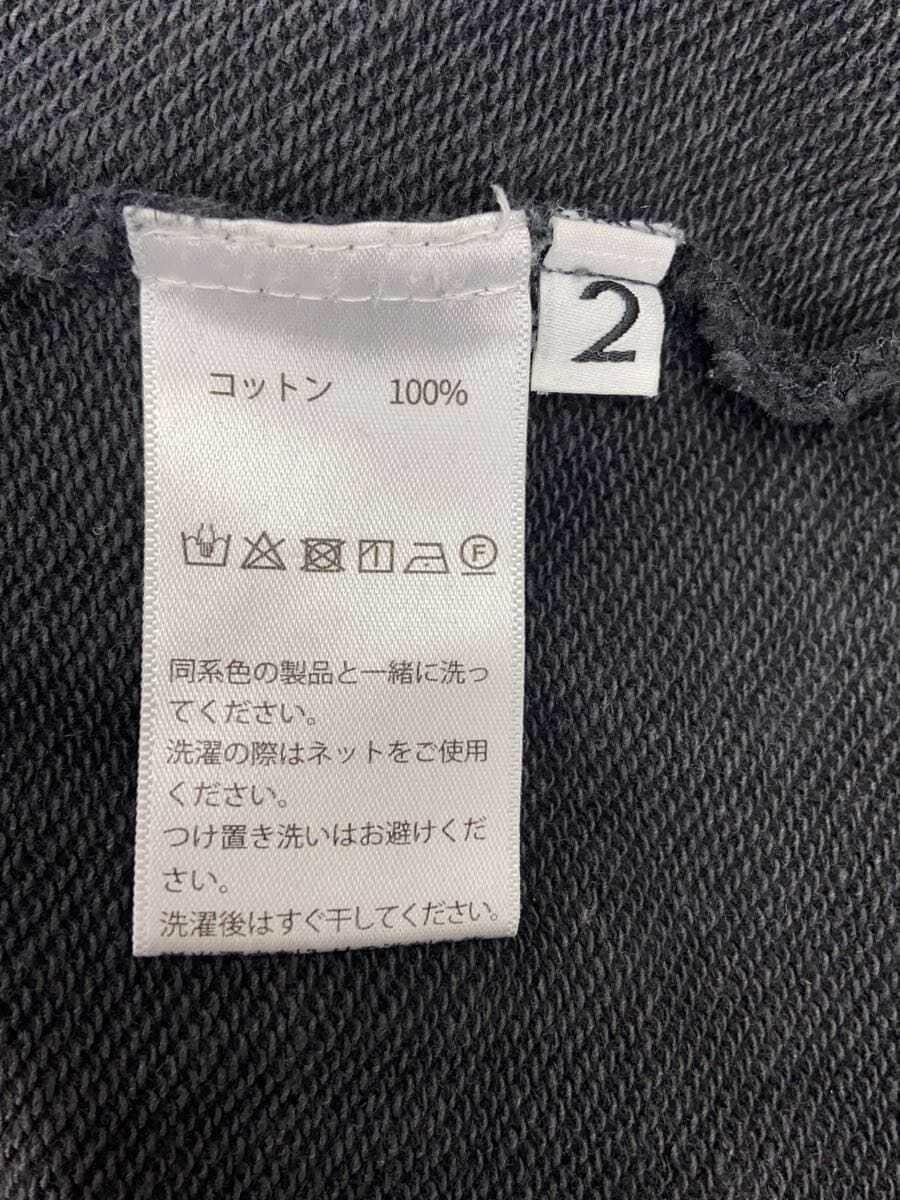 2
コットン 100%
F
同系色の製品と一緒に洗っ
てください。
洗濯の際はネットをご使用
ください。
つけ置き洗いはお避けくだ
さい。
洗濯後はすぐ干してください。